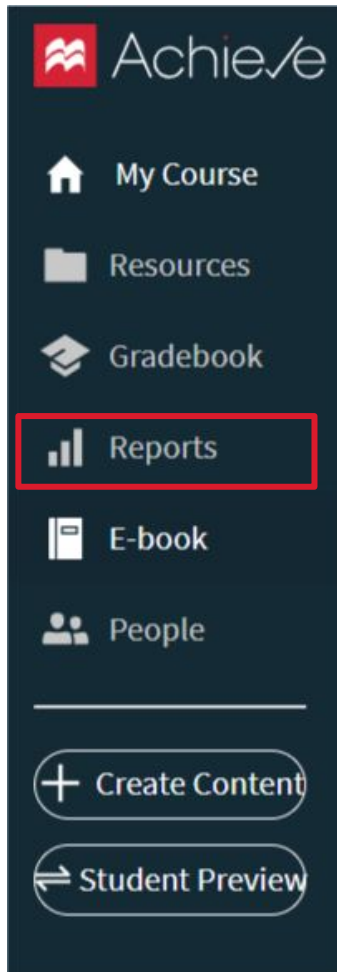 Achieve
My Course
Resources
Gradebook
Reports
E-book
People
Create Content
Student Preview